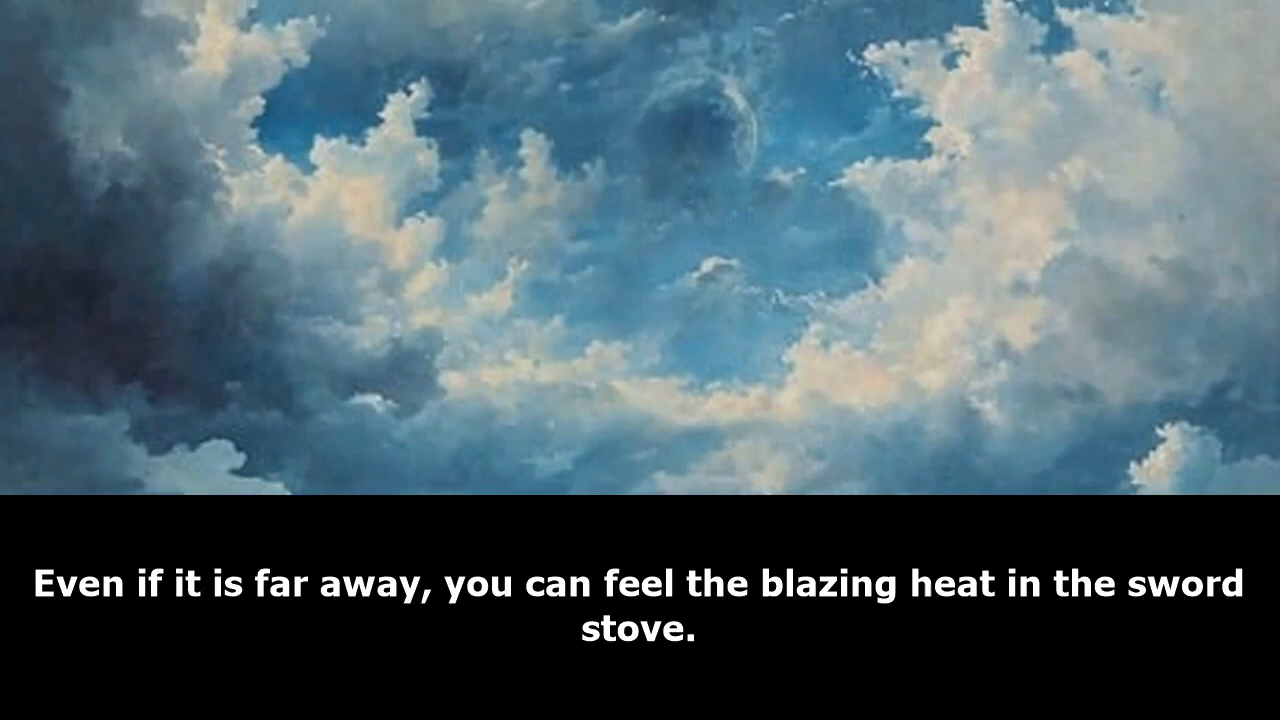 Even if it is far away, you can feel the blazing heat in the sword
stove.